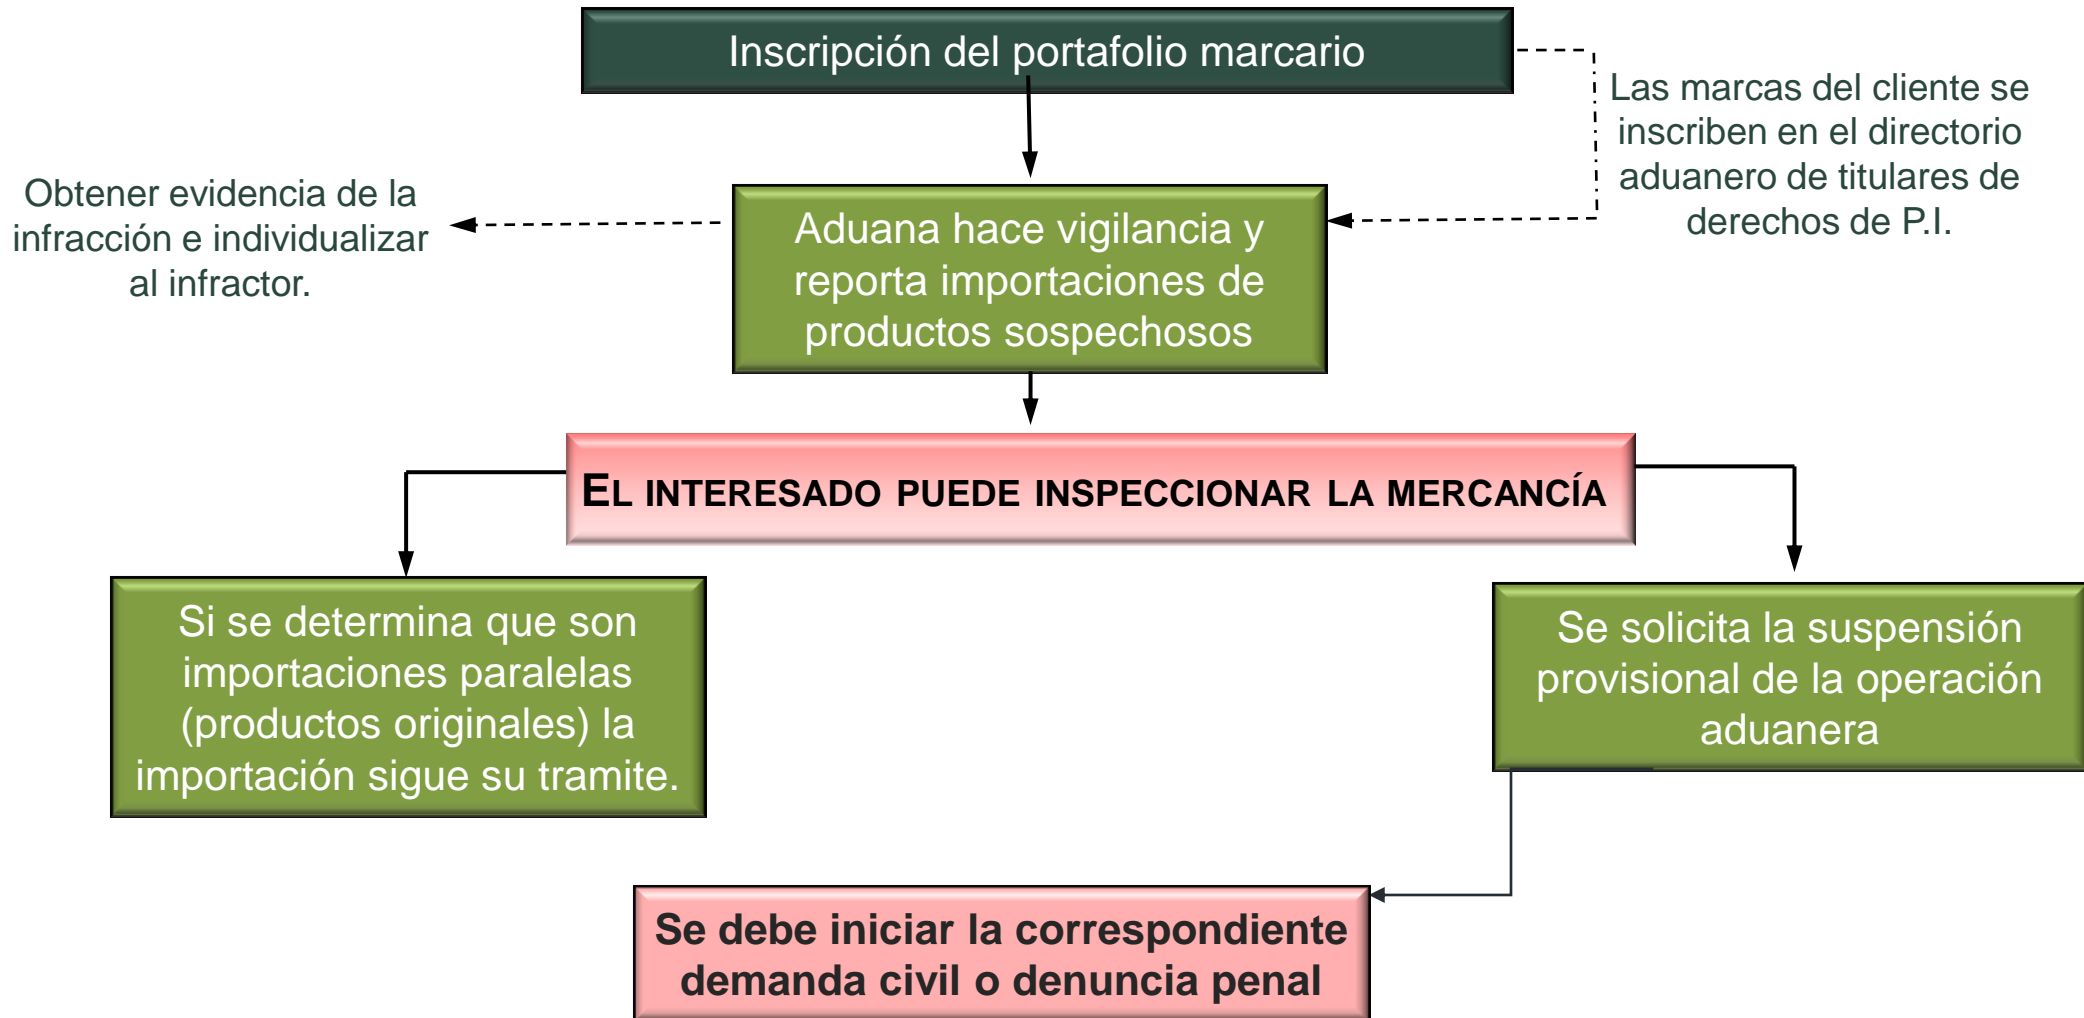 Inscripción del portafolio marcario
Las marcas del cliente se
inscriben en el directorio
aduanero de titulares de
derechos de P.I.
Obtener evidencia de la
infracción e individualizar
al infractor.
Aduana hace vigilancia y
reporta importaciones de
productos sospechosos
EL INTERESADO PUEDE INSPECCIONAR LA MERCANCÍA
Si se determina que son
importaciones paralelas
(productos originales) la
importación sigue su tramite.
Se solicita la suspensión
provisional de la operación
aduanera
Se debe iniciar la correspondiente
demanda civil o denuncia penal